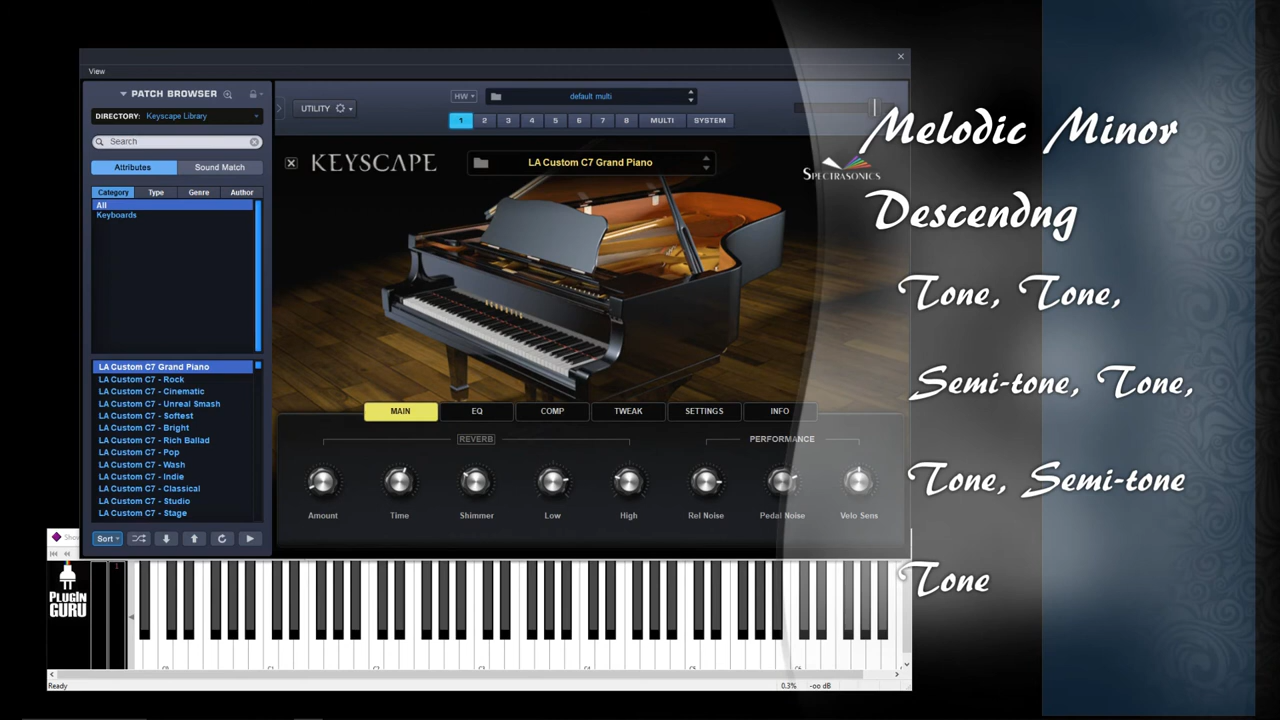 View
PATCH BROWSER
DIRECTORY: Keyscape Library
Search
Attributes Sound Match
Category Type Genre Author
All
Keyboards
LA Custom C7 Grand Piano
LA Custom C7 - Rock
LA Custom C7 - Cinematic
LA Custom C7 - Unreal Smash
LA Custom C7 - Softest
LA Custom C7 - Bright
LA Custom C7 - Rich Ballad
LA Custom C7 - Pop
LA Custom C7 - Wash
LA Custom C7 - Indie
LA Custom C7 - Classical
LA Custom C7 - Studio
LA Custom C7 - Stage
Sort
UTILITY
HW default multi
1 2 3 4 5 6 7 8 MULTI SYSTEM
KEYSCAPE
LA Custom C7 Grand Piano
SPECTRASONICS
MAIN EQ COMP TWEAK SETTINGS INFO
REVERB PERFORMANCE
Amount Time Shimmer Low High Rel Noise Pedal Noise Velo Sens
Melodic Minor
Descendng
Tone, Tone,
Semi-tone, Tone,
Tone, Semi-tone
Tone
1
PLUGIN
GURU
Ready 0.3% -oo dB